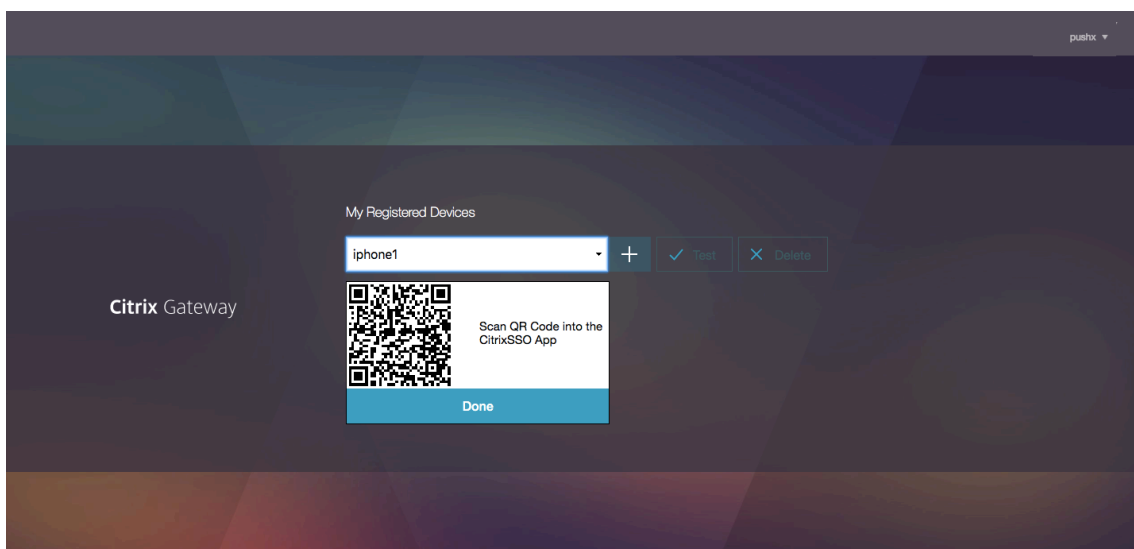 pushx
My Registered Devices
iphone1
Test
Delete
Citrix Gateway
Scan QR Code into the
CitrixSSO App
Done